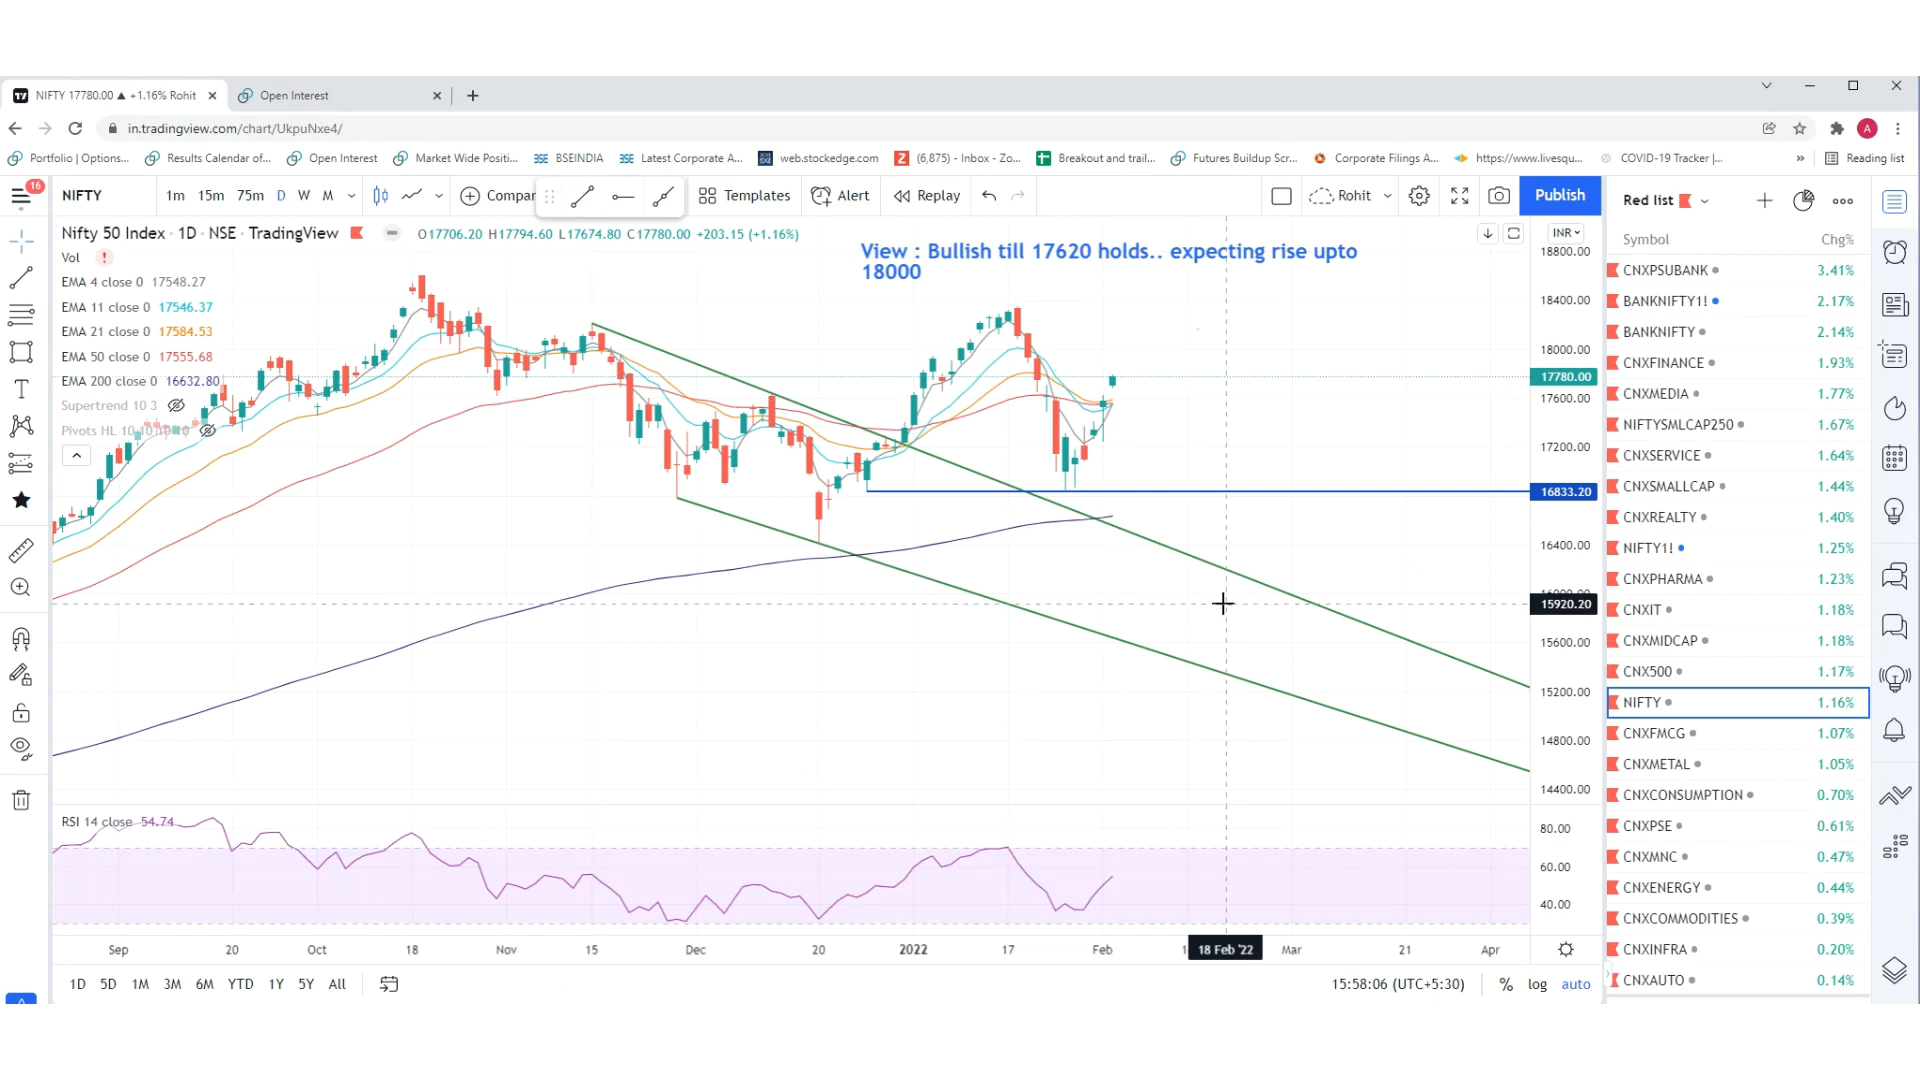 NIFTY 17780.00 ▲ +1.16% Rohit
Open Interest
in.tradingview.com/chart/UkpuNxe4/
A
Portfolio | Options...
Results Calendar of...
Open Interest
Market Wide Positi...
BSEINDIA
Latest Corporate A...
web.stockedge.com
(6,875) - Inbox - Zo...
Breakout and trail...
Futures Buildup Scr...
Corporate Filings A...
https://www.livesqu...
COVID-19 Tracker |...
»
Reading list
16
NIFTY
1m 15m 75m D W M
Compar
Templates
Alert
Replay
Rohit
Publish
Red list
Nifty 50 Index · 1D · NSE · TradingView
O17706.20 H17794.60 L17674.80 C17780.00 +203.15 (+1.16%)
INR
Symbol Chg%
View : Bullish till 17620 holds.. expecting rise upto
18000
Vol
EMA 4 close 0 17548.27
EMA 11 close 0 17546.37
EMA 21 close 0 17584.53
EMA 50 close 0 17555.68
EMA 200 close 0 16632.80
Supertrend 10 3
Pivots HL 10 10 10 10
18800.00
18400.00
18000.00
17780.00
17600.00
17200.00
16833.20
16400.00
15920.20
15600.00
15200.00
14800.00
14400.00
CNXPSUBANK 3.41%
BANKNIFTY1! 2.17%
BANKNIFTY 2.14%
CNXFINANCE 1.93%
CNXMEDIA 1.77%
NIFTYSMLCAP250 1.67%
CNXSERVICE 1.64%
CNXSMALLCAP 1.44%
CNXREALTY 1.40%
NIFTY1! 1.25%
CNXPHARMA 1.23%
CNXIT 1.18%
CNXMIDCAP 1.18%
CNX500 1.17%
NIFTY 1.16%
CNXFMCG 1.07%
CNXMETAL 1.05%
CNXCONSUMPTION 0.70%
CNXPSE 0.61%
CNXMNC 0.47%
CNXENERGY 0.44%
CNXCOMMODITIES 0.39%
CNXINFRA 0.20%
CNXAUTO 0.14%
RSI 14 close 54.74
80.00
60.00
40.00
Sep 20 Oct 18 Nov 15 Dec 20 2022 17 Feb 18 Feb '22 Mar 21 Apr
1D 5D 1M 3M 6M YTD 1Y 5Y All
15:58:06 (UTC+5:30) % log auto